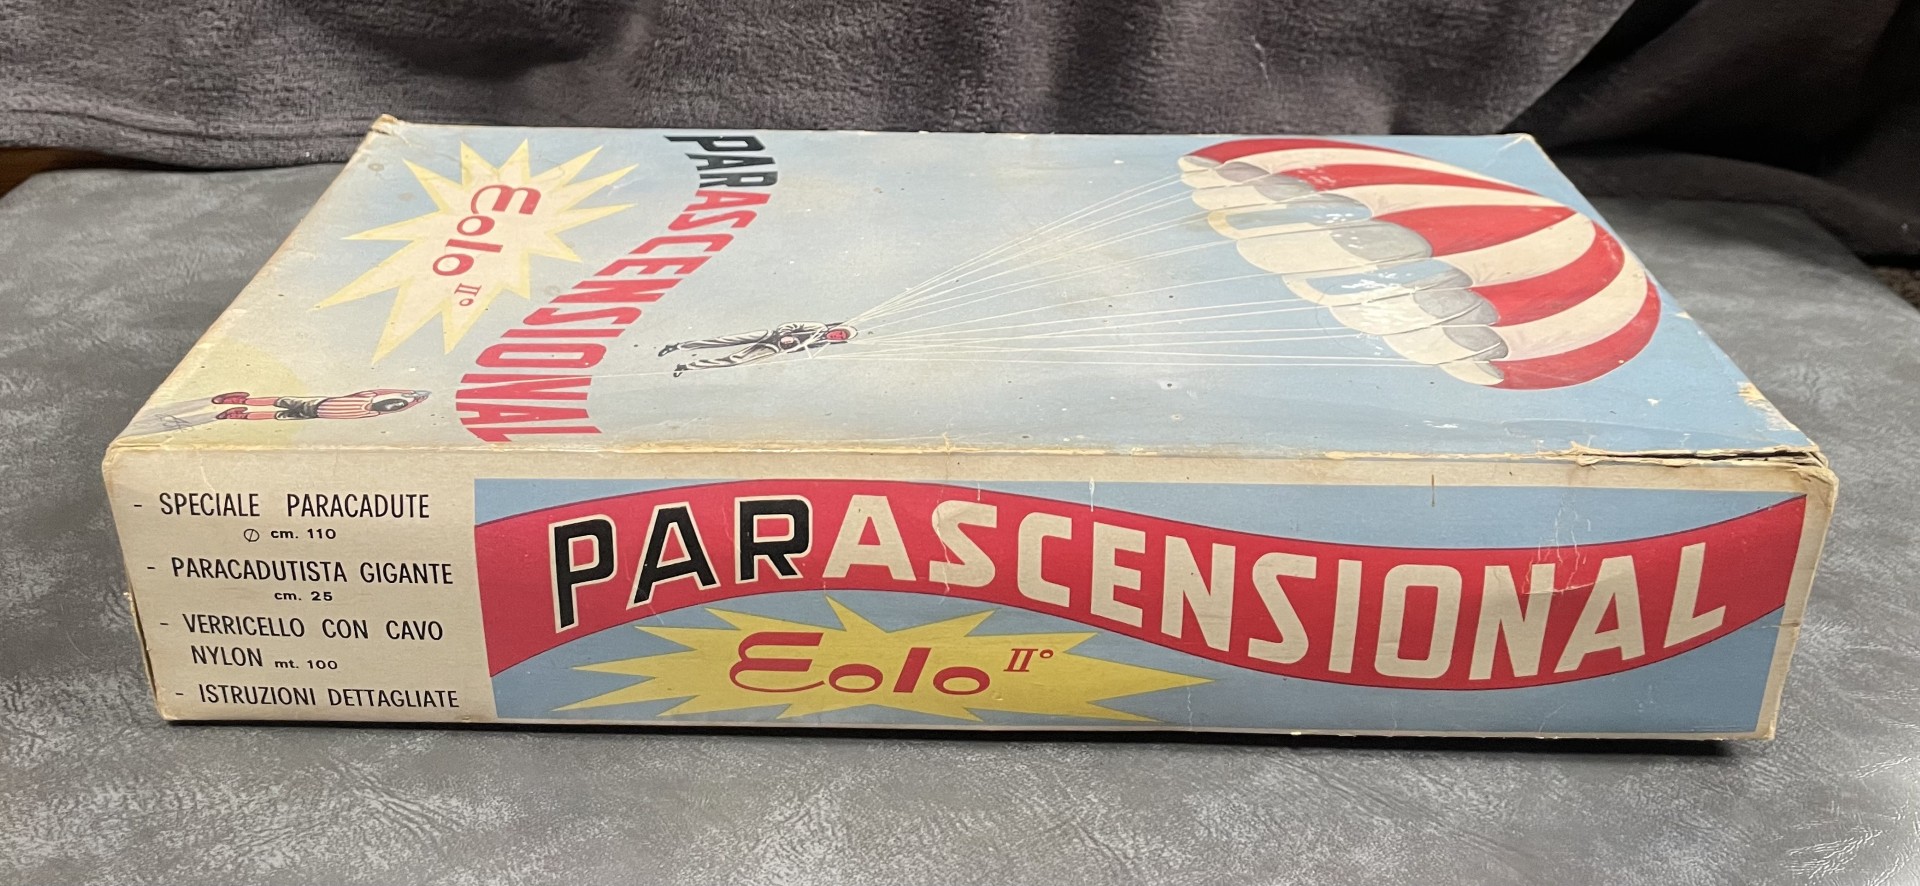 Eolo II°
PARASCENSIONAL
- SPECIALE PARACADUTE
∅ cm. 110
- PARACADUTISTA GIGANTE
cm. 25
- VERRICELLO CON CAVO
NYLON mt. 100
- ISTRUZIONI DETTAGLIATE
PARASCENSIONAL
Eolo II°